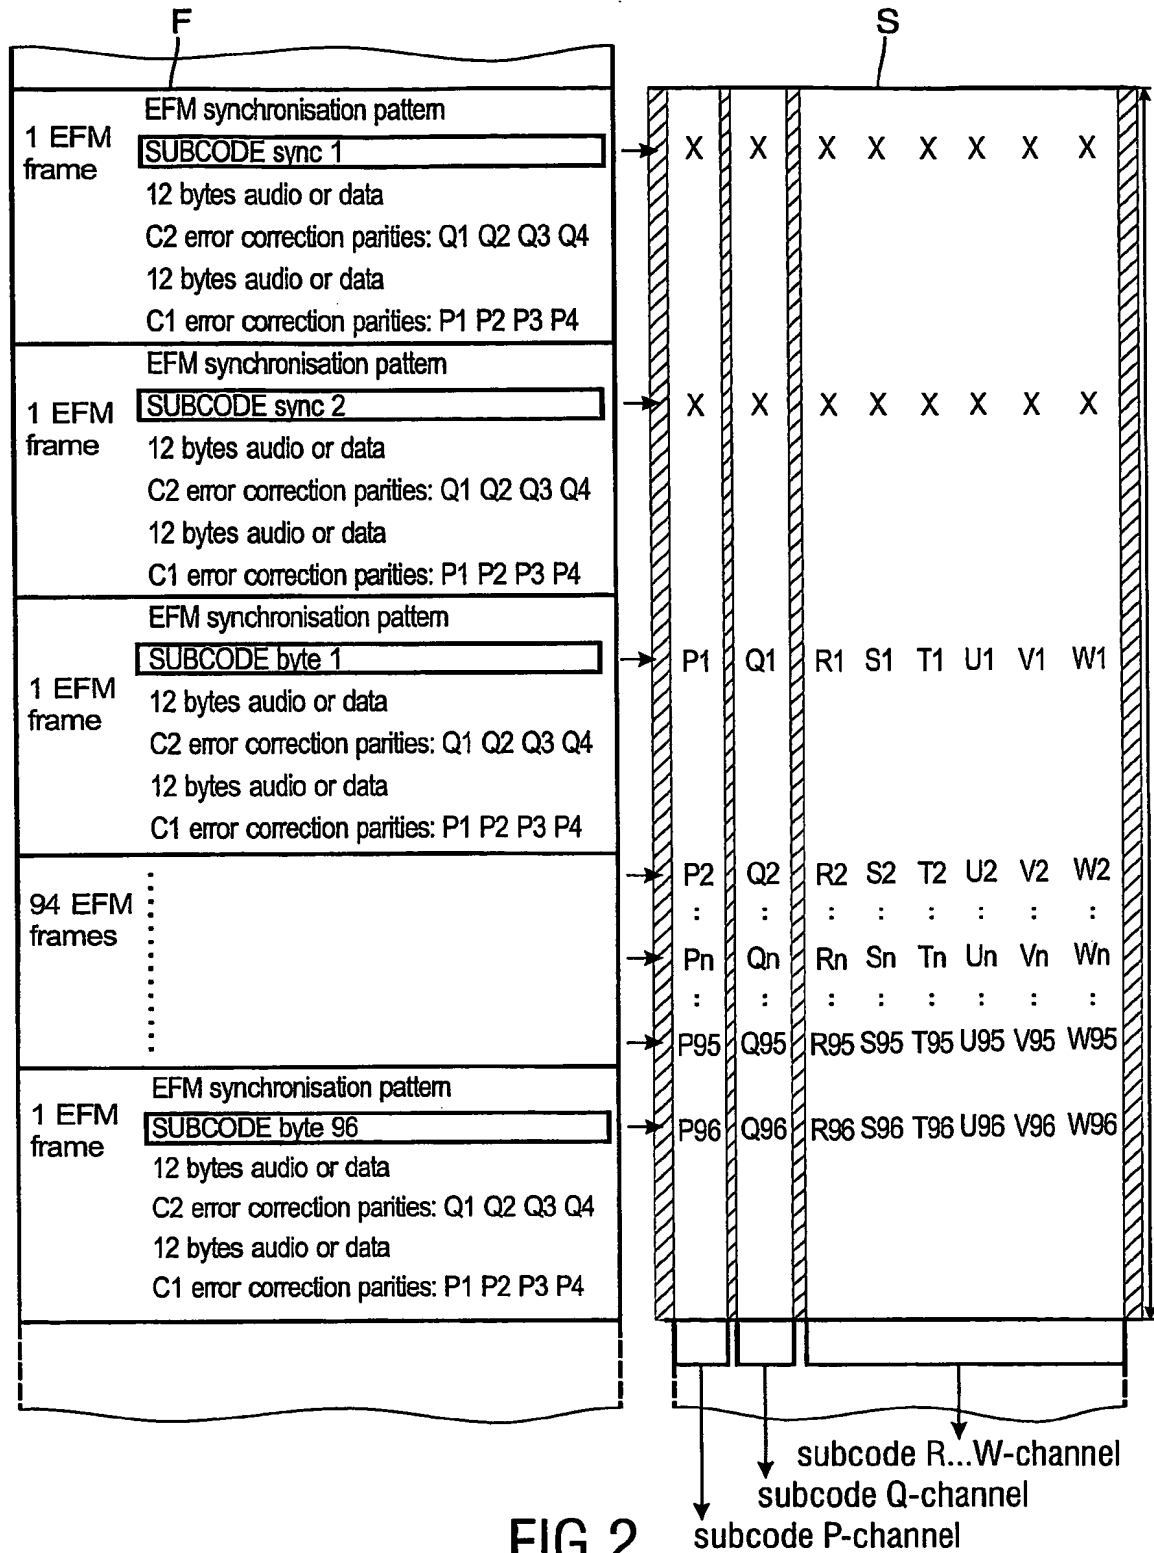 F
S
1 EFM
frame
EFM synchronisation pattern
SUBCODE sync 1
12 bytes audio or data
C2 error correction parities: Q1 Q2 Q3 Q4
12 bytes audio or data
C1 error correction parities: P1 P2 P3 P4
X X X X X X X X
1 EFM
frame
EFM synchronisation pattern
SUBCODE sync 2
12 bytes audio or data
C2 error correction parities: Q1 Q2 Q3 Q4
12 bytes audio or data
C1 error correction parities: P1 P2 P3 P4
X X X X X X X X
1 EFM
frame
EFM synchronisation pattern
SUBCODE byte 1
12 bytes audio or data
C2 error correction parities: Q1 Q2 Q3 Q4
12 bytes audio or data
C1 error correction parities: P1 P2 P3 P4
P1 Q1 R1 S1 T1 U1 V1 W1
94 EFM
frames
P2 Q2 R2 S2 T2 U2 V2 W2
: : : : : : : :
Pn Qn Rn Sn Tn Un Vn Wn
: : : : : : : :
P95 Q95 R95 S95 T95 U95 V95 W95
1 EFM
frame
EFM synchronisation pattern
SUBCODE byte 96
12 bytes audio or data
C2 error correction parities: Q1 Q2 Q3 Q4
12 bytes audio or data
C1 error correction parities: P1 P2 P3 P4
P96 Q96 R96 S96 T96 U96 V96 W96
subcode R...W-channel
subcode Q-channel
subcode P-channel
FIG 2